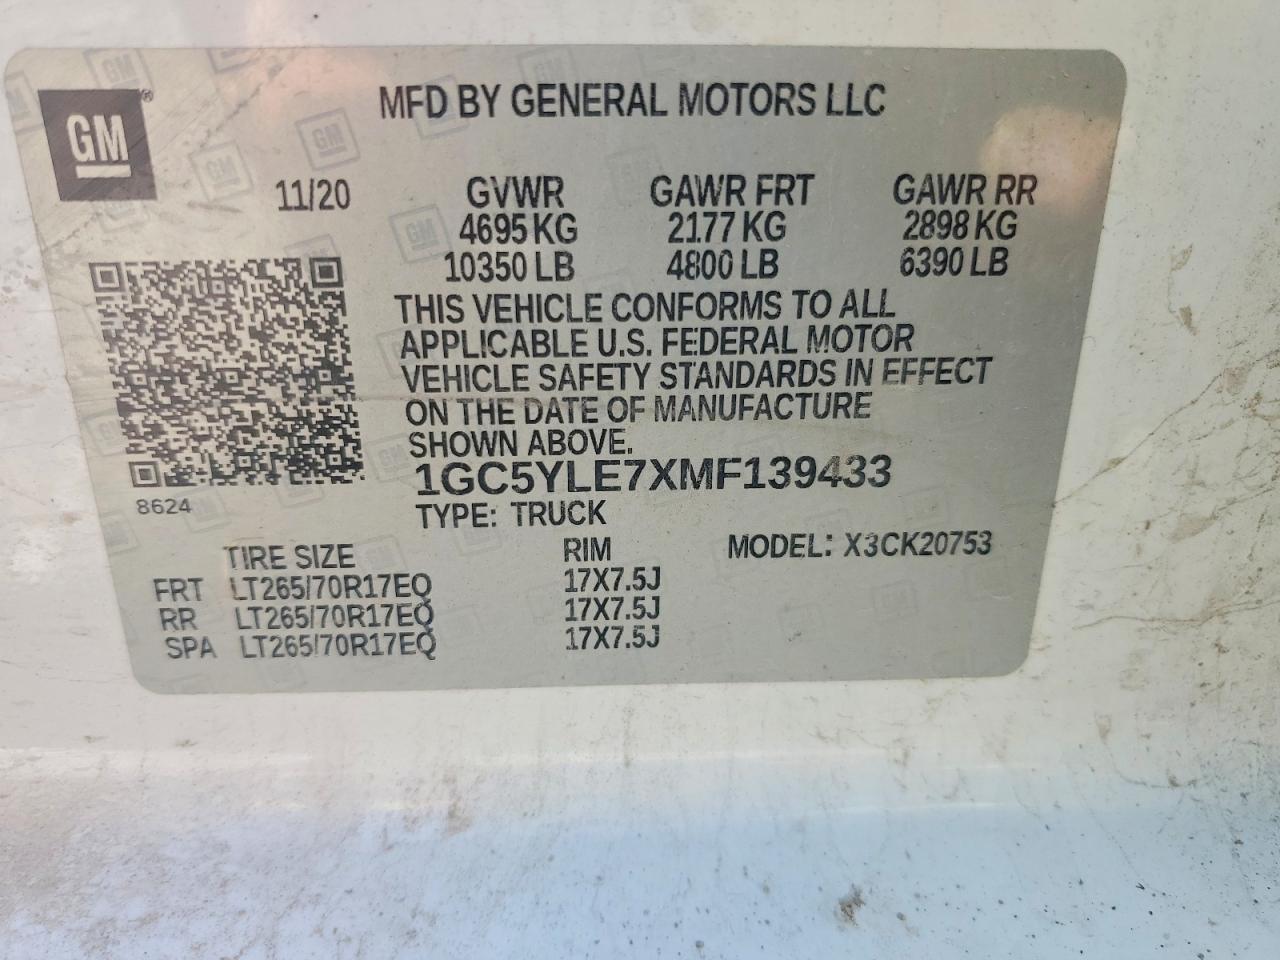 GM ®
MFD BY GENERAL MOTORS LLC
11/20 GVWR GAWR FRT GAWR RR
4695 KG 2177 KG 2898 KG
10350 LB 4800 LB 6390 LB
THIS VEHICLE CONFORMS TO ALL
APPLICABLE U.S. FEDERAL MOTOR
VEHICLE SAFETY STANDARDS IN EFFECT
ON THE DATE OF MANUFACTURE
SHOWN ABOVE.
1GC5YLE7XMF139433
8624
TYPE: TRUCK
TIRE SIZE RIM MODEL: X3CK20753
FRT LT265/70R17EQ 17X7.5J
RR LT265/70R17EQ 17X7.5J
SPA LT265/70R17EQ 17X7.5J